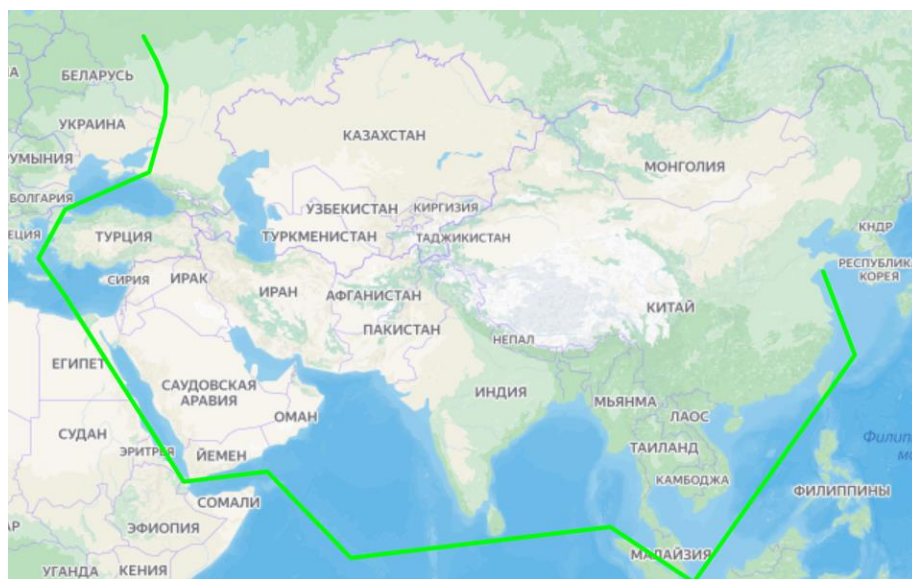 БЕЛАРУСЬ
УКРАИНА
КАЗАХСТАН
МОНГОЛИЯ
БОЛГАРИЯ
УЗБЕКИСТАН
КИРГИЗИЯ
ТУРЦИЯ
ТУРКМЕНИСТАН
ТАДЖИКИСТАН
КНДР
РЕСПУБЛИКА
КОРЕЯ
СИРИЯ
ИРАК
ИРАН
АФГАНИСТАН
КИТАЙ
ПАКИСТАН
НЕПАЛ
ЕГИПЕТ
САУДОВСКАЯ
АРАВИЯ
ИНДИЯ
МЬЯНМА
ОМАН
ЛАОС
СУДАН
ЭРИТРЕЯ
ЙЕМЕН
ТАИЛАНД
КАМБОДЖА
ФИЛИППИНЫ
СОМАЛИ
ЭФИОПИЯ
МАЛАЙЗИЯ
УГАНДА
КЕНИЯ